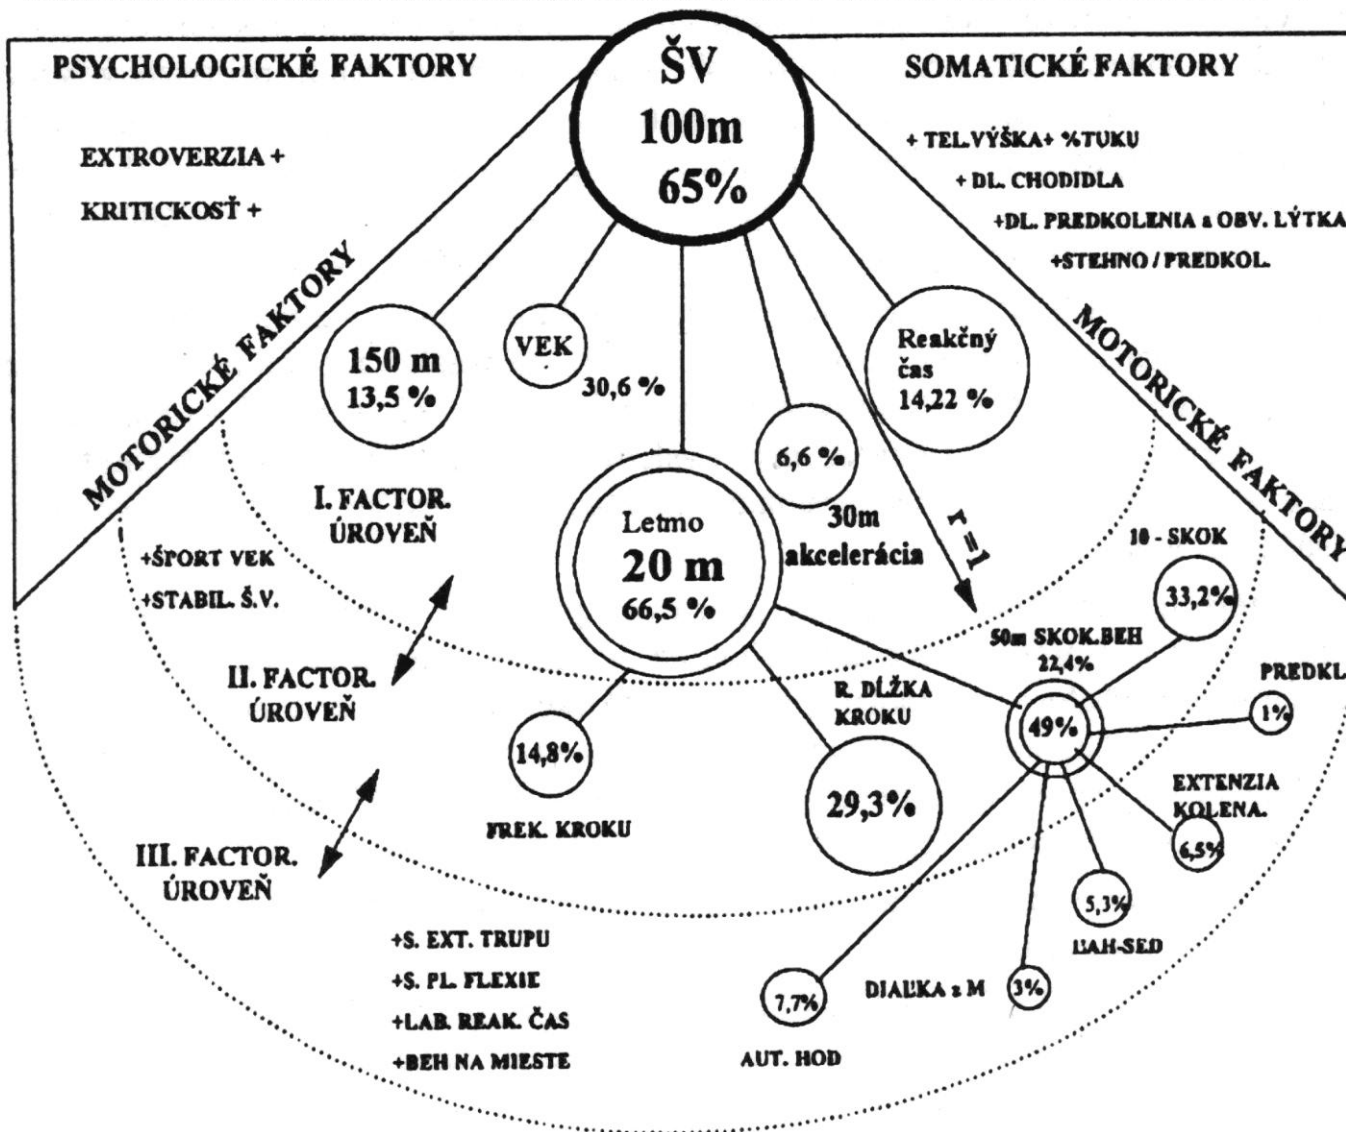 PSYCHOLOGICKÉ FAKTORY
EXTROVERZIA +
KRITICKOSŤ +
ŠV
100m
65%
SOMATICKÉ FAKTORY
+ TEL.VÝŠKA+ %TUKU
+ DL. CHODIDLA
+DL. PREDKOLENIA a OBV. LÝTKA
+STEHNO / PREDKOL.
MOTORICKÉ FAKTORY
MOTORICKÉ FAKTORY
150 m
13,5 %
VEK
30,6 %
Reakčný
čas
14,22 %
6,6 %
30m
akcelerácia
r =1
I. FACTOR.
ÚROVEŇ
Letmo
20 m
66,5 %
+ŠPORT VEK
+STABIL. Š.V.
10 - SKOK
33,2%
50m SKOK.BEH
22,4%
49%
PREDKL
1%
II. FACTOR.
ÚROVEŇ
R. DĹŽKA
KROKU
29,3%
14,8%
FREK. KROKU
EXTENZIA
KOLENA.
6,5%
III. FACTOR.
ÚROVEŇ
5,3%
ĽAH-SED
+S. EXT. TRUPU
+S. PL. FLEXIE
+LAB. REAK. ČAS
+BEH NA MIESTE
DIAĽKA z M
3%
7,7%
AUT. HOD